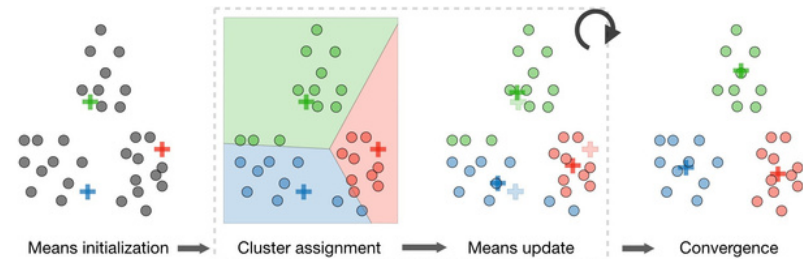 Means initialization
Cluster assignment
Means update
Convergence